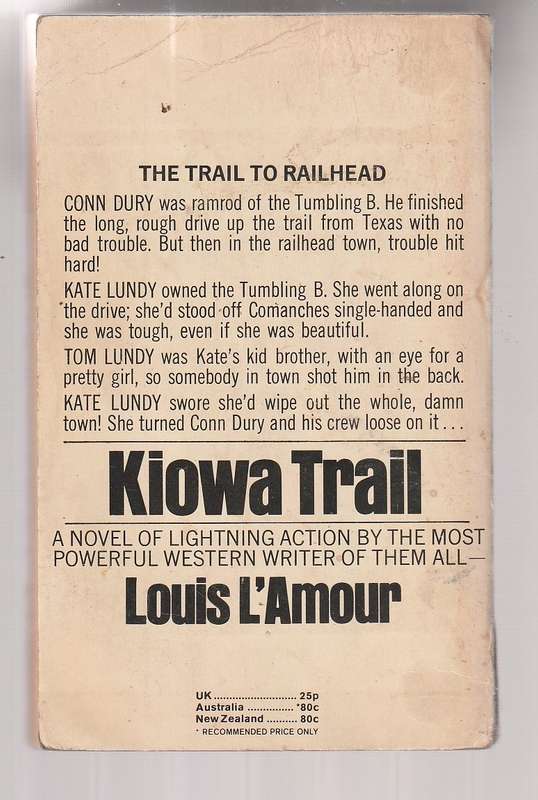 THE TRAIL TO RAILHEAD
CONN DURY was ramrod of the Tumbling B. He finished
the long, rough drive up the trail from Texas with no
bad trouble. But then in the railhead town, trouble hit
hard!
KATE LUNDY owned the Tumbling B. She went along on
the drive; she'd stood off Comanches single-handed and
she was tough, even if she was beautiful.
TOM LUNDY was Kate's kid brother, with an eye for a
pretty girl, so somebody in town shot him in the back.
KATE LUNDY swore she'd wipe out the whole, damn
town! She turned Conn Dury and his crew loose on it...
Kiowa Trail
A NOVEL OF LIGHTNING ACTION BY THE MOST
POWERFUL WESTERN WRITER OF THEM ALL—
Louis L'Amour
UK .......................... 25p
Australia ............... *80c
New Zealand .......... 80c
* RECOMMENDED PRICE ONLY